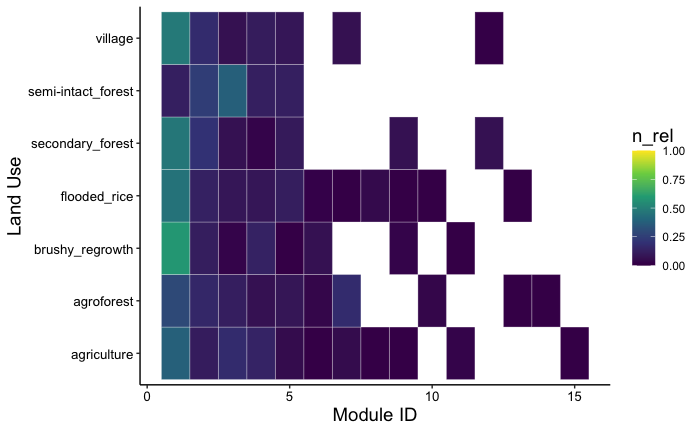 Land Use
village
semi-intact_forest
secondary_forest
flooded_rice
brushy_regrowth
agroforest
agriculture
0 5 10 15
Module ID
n_rel
1.00
0.75
0.50
0.25
0.00